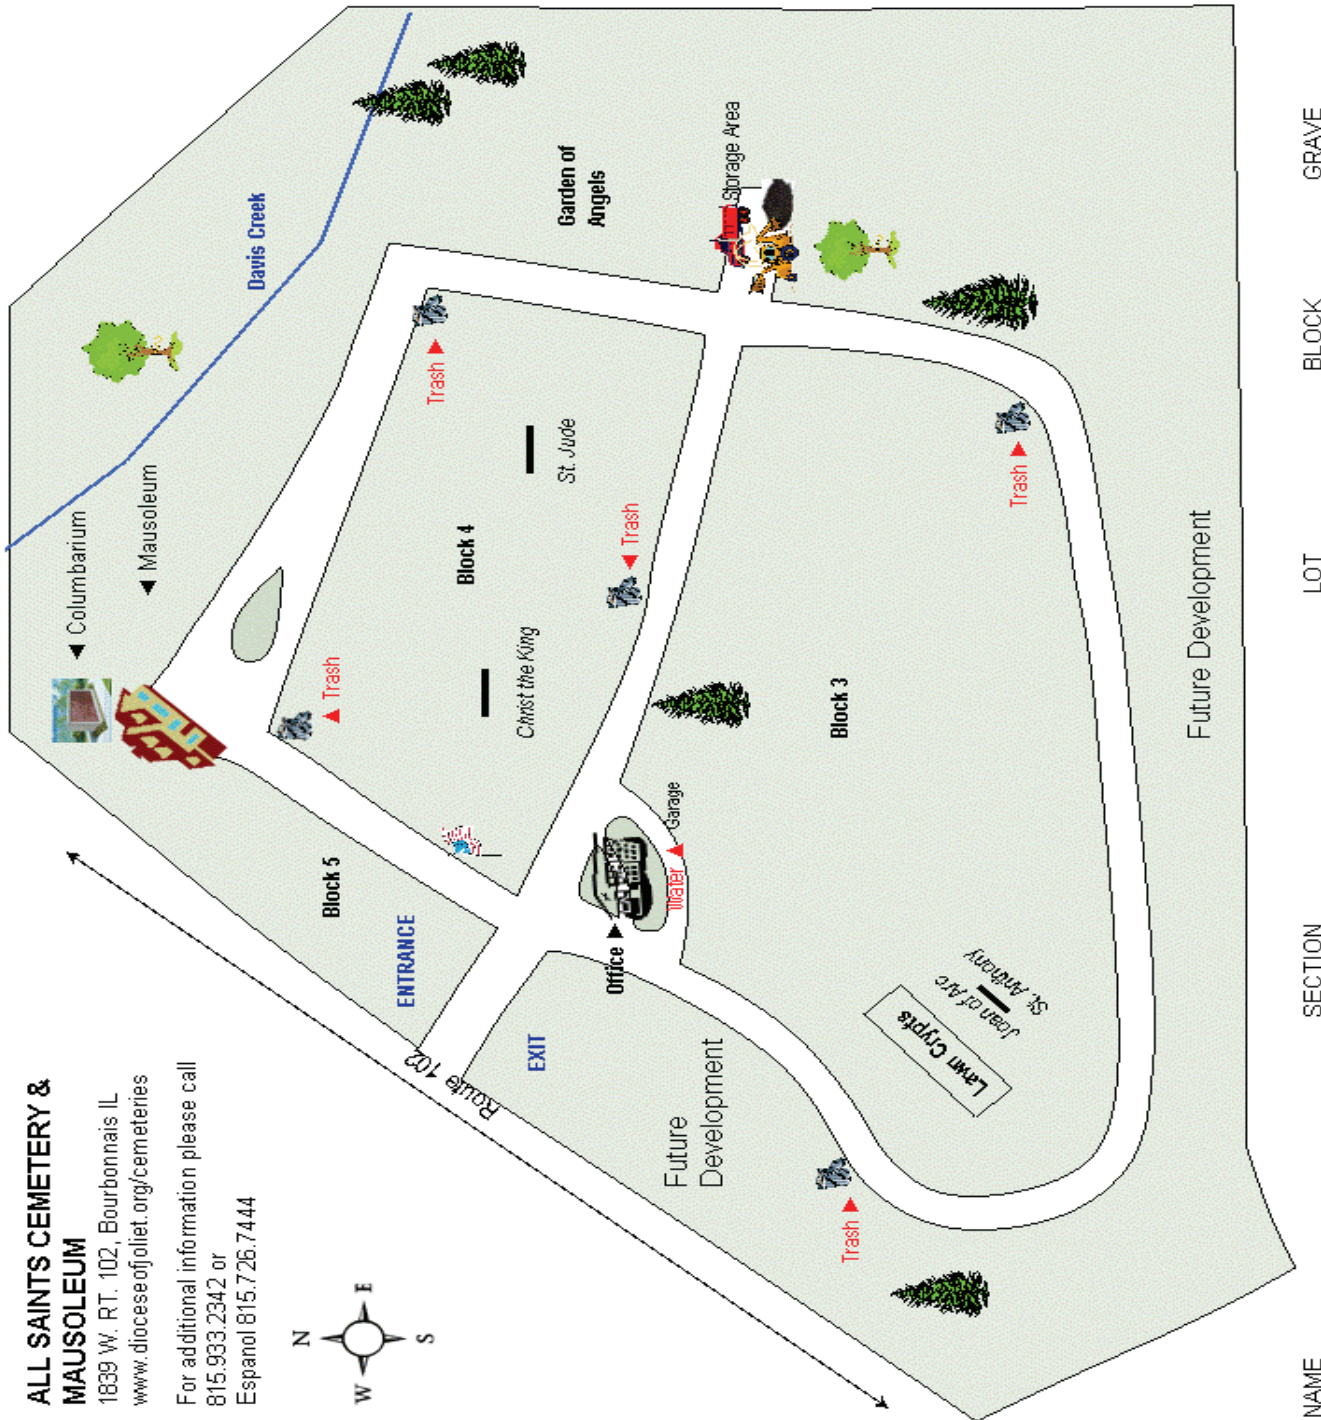 ALL SAINTS CEMETERY &
MAUSOLEUM
1839 W. RT. 102, Bourbonnais IL
www.dioceseofjoliet.org/cemeteries
For additional information please call
815.933.2342 or
Espanol 815.726.7444
N
W E
S
Columbarium
Mausoleum
Davis Creek
Block 5
Trash
Trash
ENTRANCE
Route 102
EXIT
Block 4
Christ the King
St. Jude
Garden of
Angels
Trash
Office
Water
Garage
Storage Area
Future
Development
Block 3
Trash
Trash
Lawn Crypts
Joan of Arc
St. Anthony
Future Development
NAME SECTION LOT BLOCK GRAVE